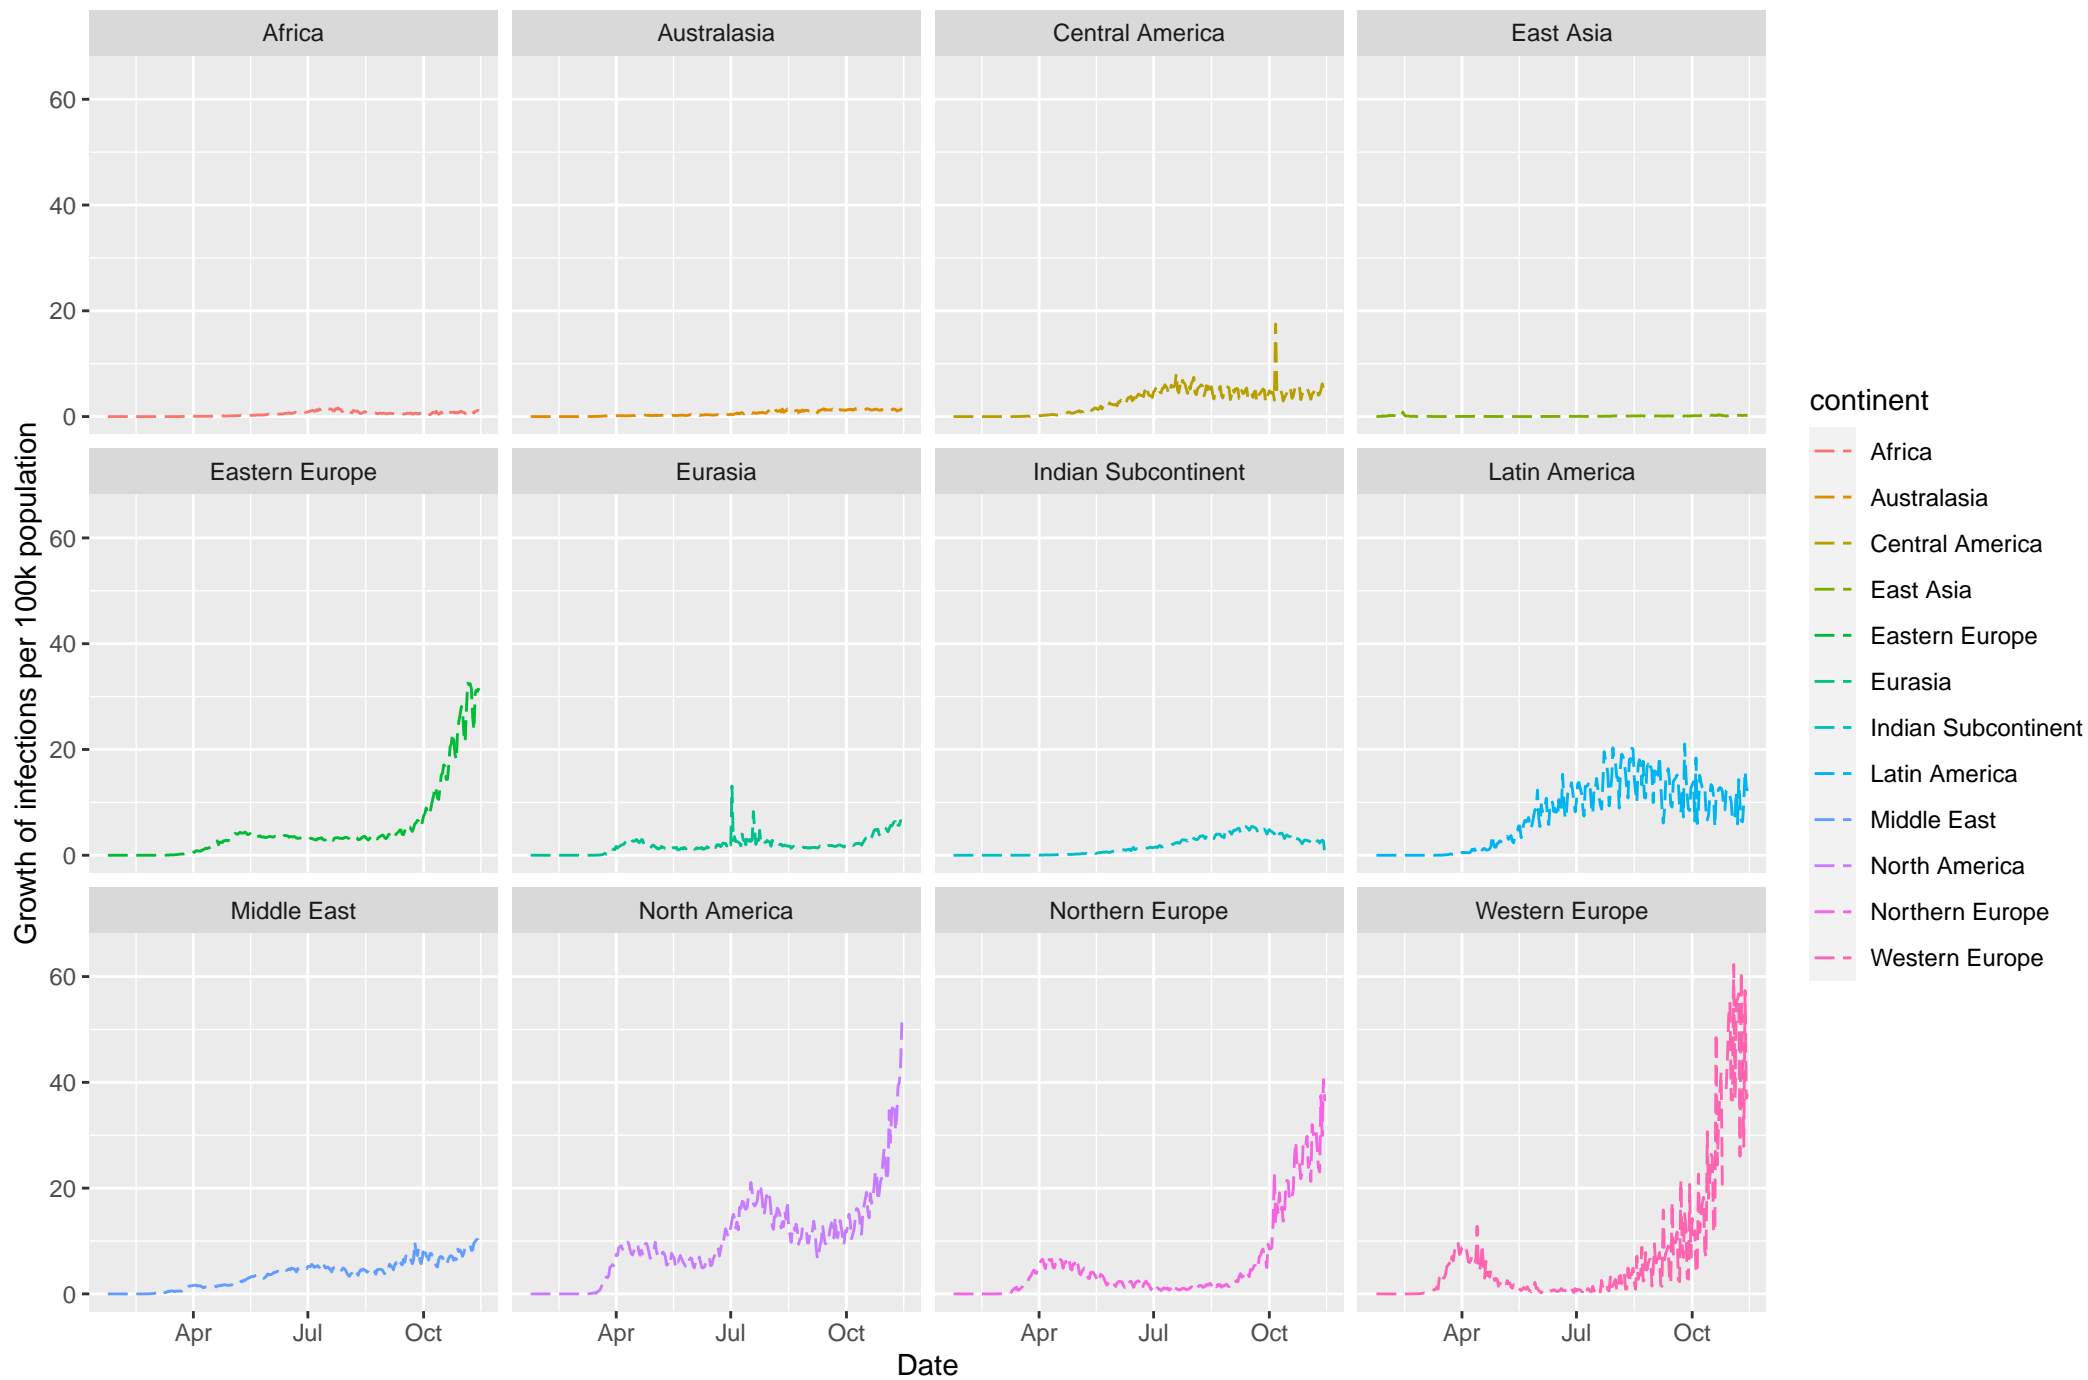 Africa
Australasia
Central America
East Asia
60
40
20
0
Eastern Europe
Eurasia
Indian Subcontinent
Latin America
60
40
20
0
Middle East
North America
Northern Europe
Western Europe
60
40
20
0
Apr Jul Oct
Apr Jul Oct
Apr Jul Oct
Apr Jul Oct
Date
Growth of infections per 100k population
continent
Africa
Australasia
Central America
East Asia
Eastern Europe
Eurasia
Indian Subcontinent
Latin America
Middle East
North America
Northern Europe
Western Europe